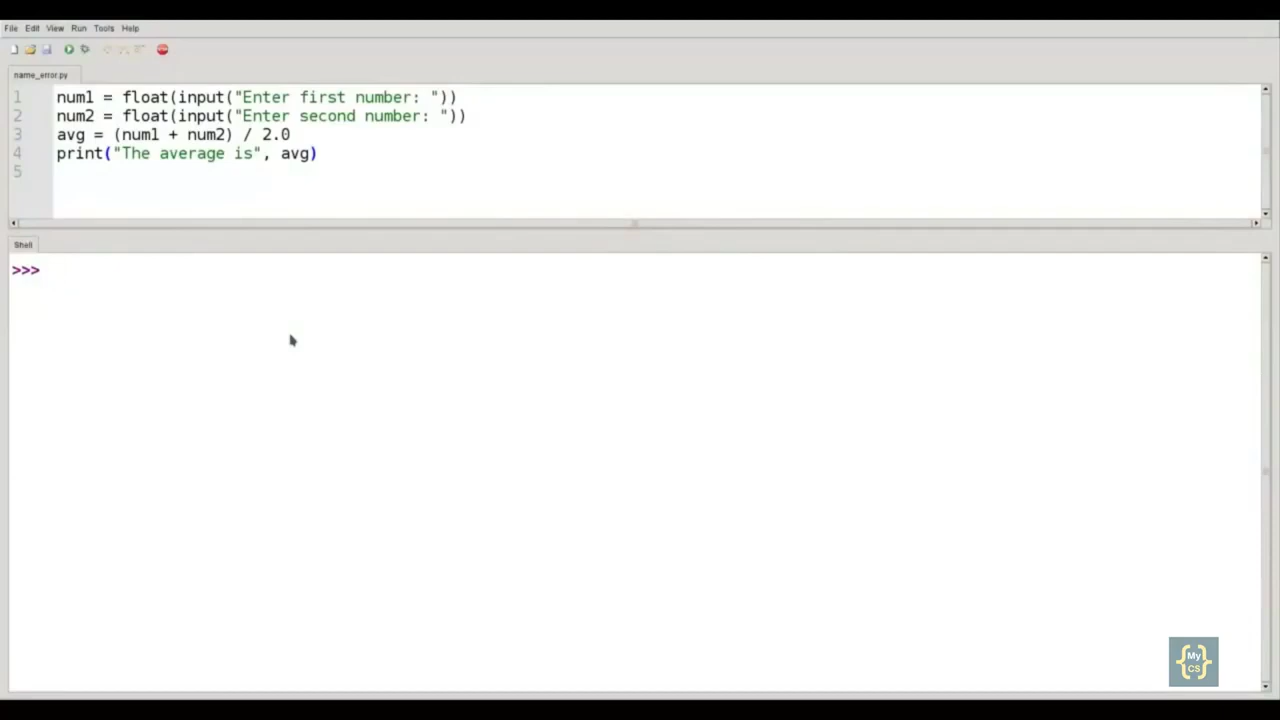 File Edit View Run Tools Help
name_error.py
1 num1 = float(input("Enter first number: "))
2 num2 = float(input("Enter second number: "))
3 avg = (num1 + num2) / 2.0
4 print("The average is", avg)
5
Shell
>>>
{My CS}